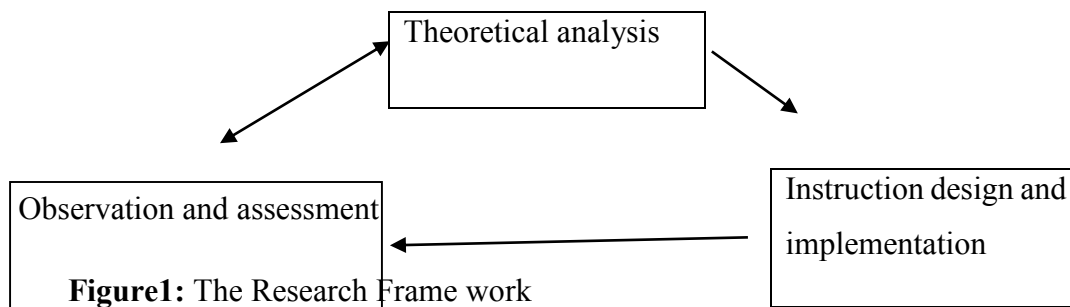 Theoretical analysis
Observation and assessment
Instruction design and
implementation
Figure1: The Research Frame work